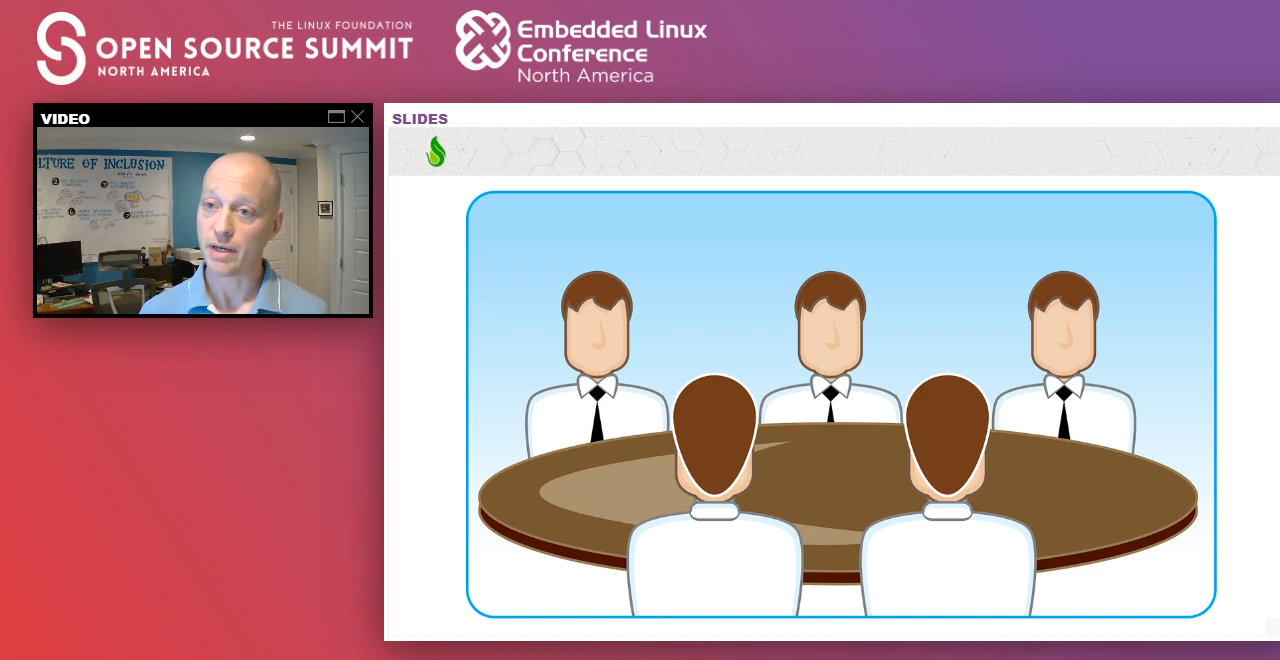 THE LINUX FOUNDATION
OPEN SOURCE SUMMIT
NORTH AMERICA
Embedded Linux
Conference
North America
VIDEO
SLIDES
LTURE OF INCLUSION